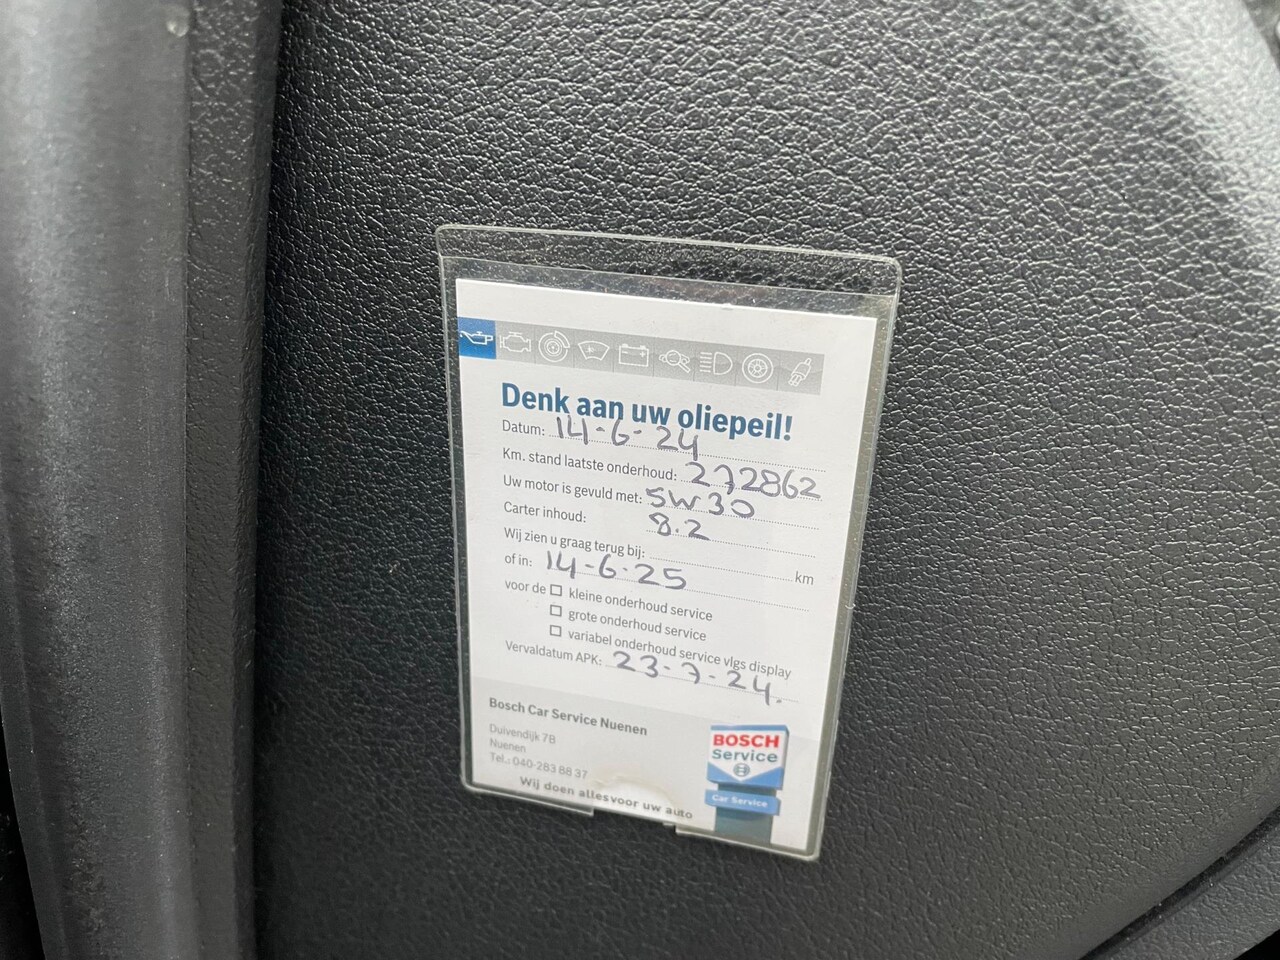 Denk aan uw oliepeil!
Datum: 14-6-24
Km. stand laatste onderhoud: 272862
Uw motor is gevuld met: 5W30
Carter inhoud: 8.2
Wij zien u graag terug bij: km
of in: 14-6-25
voor de □ kleine onderhoud service
□ grote onderhoud service
□ variabel onderhoud service vlgs display
Vervaldatum APK: 23-7-24.
Bosch Car Service Nuenen
Duivendijk 7B
Nuenen
Tel.: 040-283 88 37
Wij doen alles voor uw auto
BOSCH
Service
Car Service